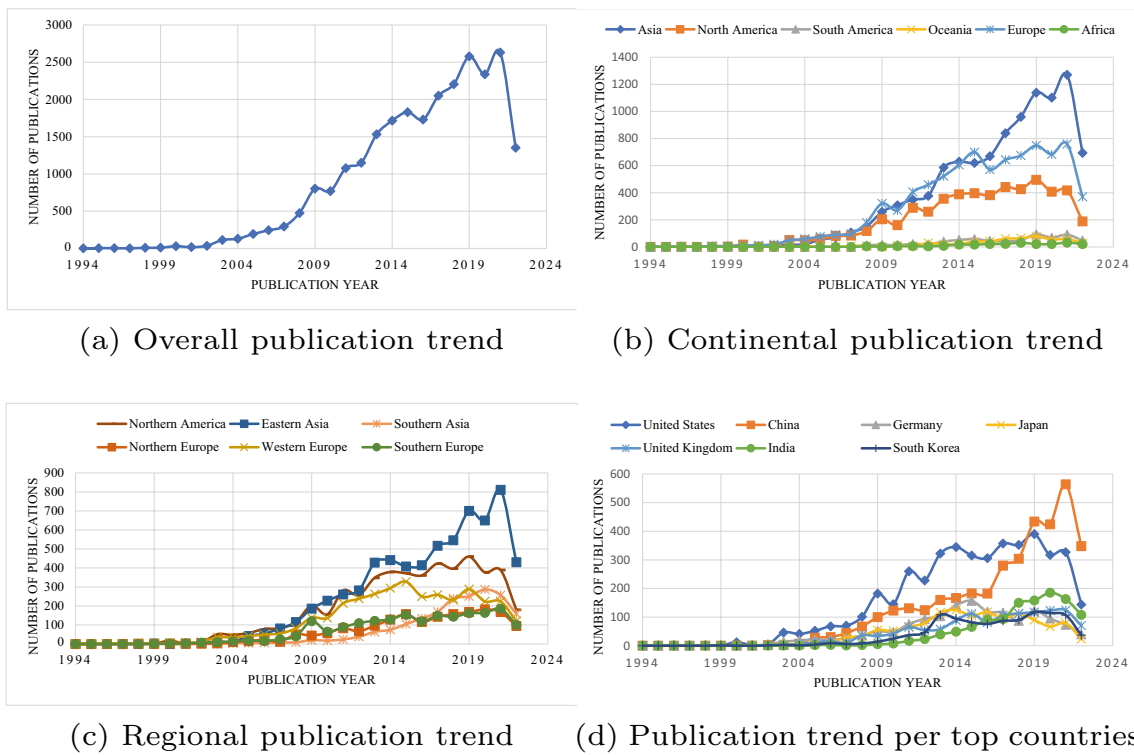 3000
2500
2000
1500
1000
500
0
NUMBER OF PUBLICATIONS
1994 1999 2004 2009 2014 2019 2024
PUBLICATION YEAR
(a) Overall publication trend
Asia North America South America Oceania Europe Africa
1400
1200
1000
800
600
400
200
0
NUMBER OF PUBLICATIONS
1994 1999 2004 2009 2014 2019 2024
PUBLICATION YEAR
(b) Continental publication trend
Northern America Eastern Asia Southern Asia
Northern Europe Western Europe Southern Europe
900
800
700
600
500
400
300
200
100
0
NUMBER OF PUBLICATIONS
1994 1999 2004 2009 2014 2019 2024
PUBLICATION YEAR
(c) Regional publication trend
United States China Germany Japan
United Kingdom India South Korea
600
500
400
300
200
100
0
NUMBER OF PUBLICATIONS
1994 1999 2004 2009 2014 2019 2024
PUBLICATION YEAR
(d) Publication trend per top countries